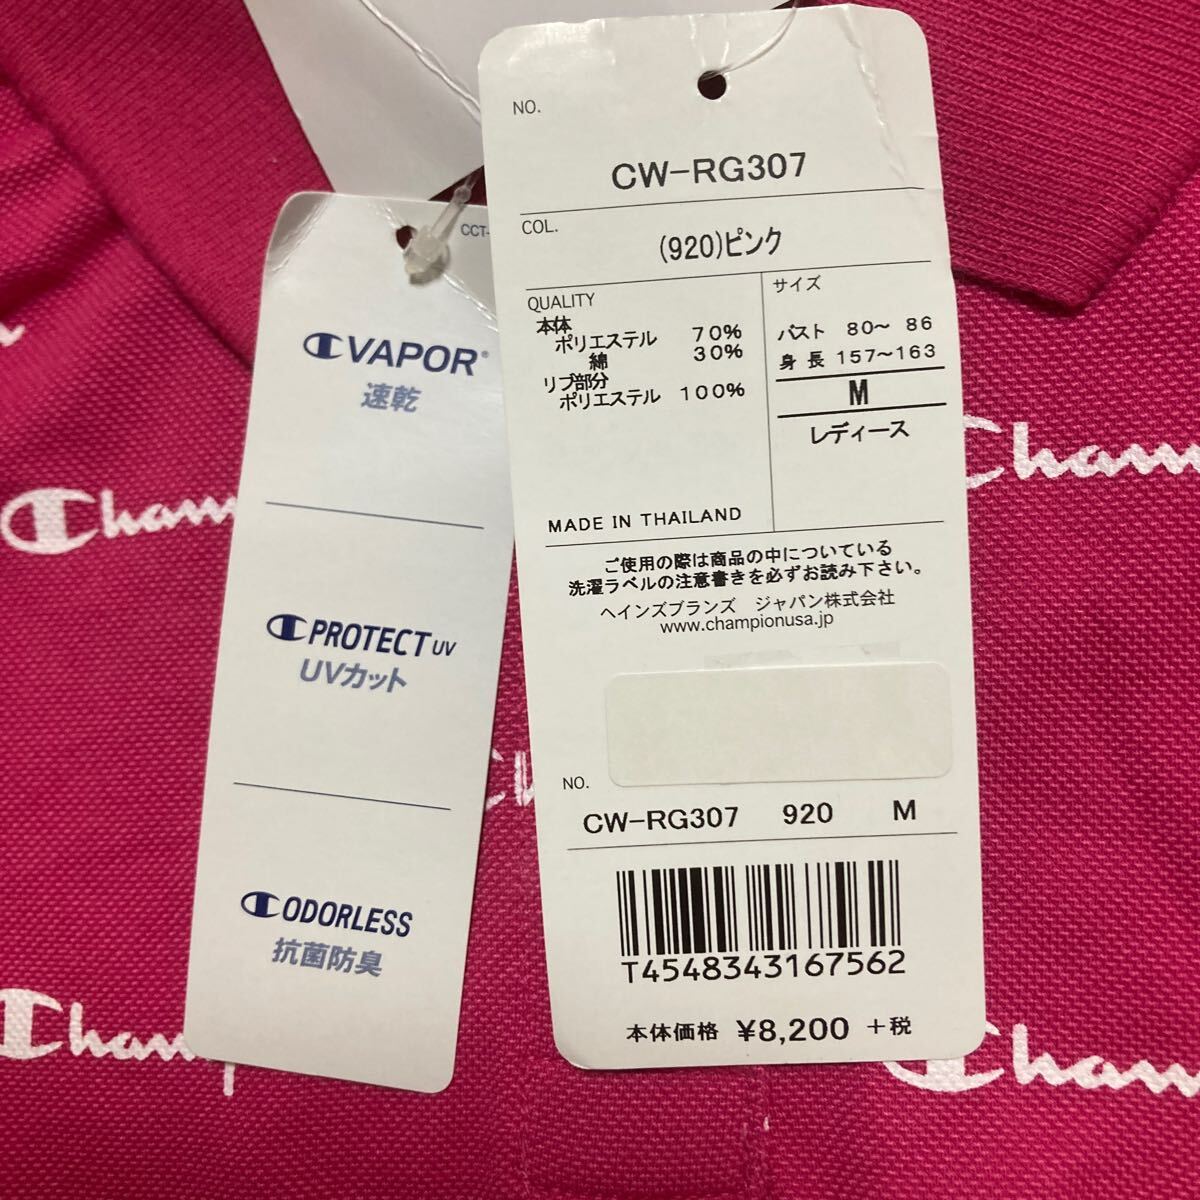 NO.
CW-RG307
COL.
(920)ピンク
QUALITY
本体
ポリエステル 70%
綿 30%
リブ部分
ポリエステル 100%
サイズ
バスト 80～ 86
身 長 157～163
M
レディース
MADE IN THAILAND
ご使用の際は商品の中についている
洗濯ラベルの注意書きを必ずお読み下さい。
ヘインズブランズ ジャパン株式会社
www.championusa.jp
NO.
CW-RG307 920 M
T4548343167562
本体価格 ¥8,200 +税
CCT-
VAPOR®
速乾
PROTECT UV
UVカット
ODORLESS
抗菌防臭
Champ
Champ
Champ
Cham